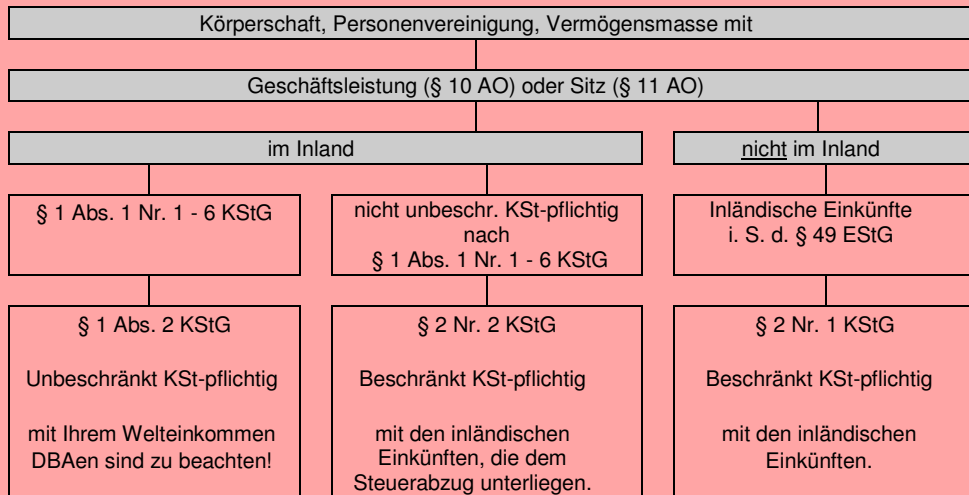 Körperschaft, Personenvereinigung, Vermögensmasse mit
Geschäftsleistung (§ 10 AO) oder Sitz (§ 11 AO)
im Inland
nicht im Inland
§ 1 Abs. 1 Nr. 1 - 6 KStG
nicht unbeschr. KSt-pflichtig
nach
§ 1 Abs. 1 Nr. 1 - 6 KStG
Inländische Einkünfte
i. S. d. § 49 EStG
§ 1 Abs. 2 KStG
Unbeschränkt KSt-pflichtig
mit Ihrem Welteinkommen
DBAen sind zu beachten!
§ 2 Nr. 2 KStG
Beschränkt KSt-pflichtig
mit den inländischen
Einkünften, die dem
Steuerabzug unterliegen.
§ 2 Nr. 1 KStG
Beschränkt KSt-pflichtig
mit den inländischen
Einkünften.